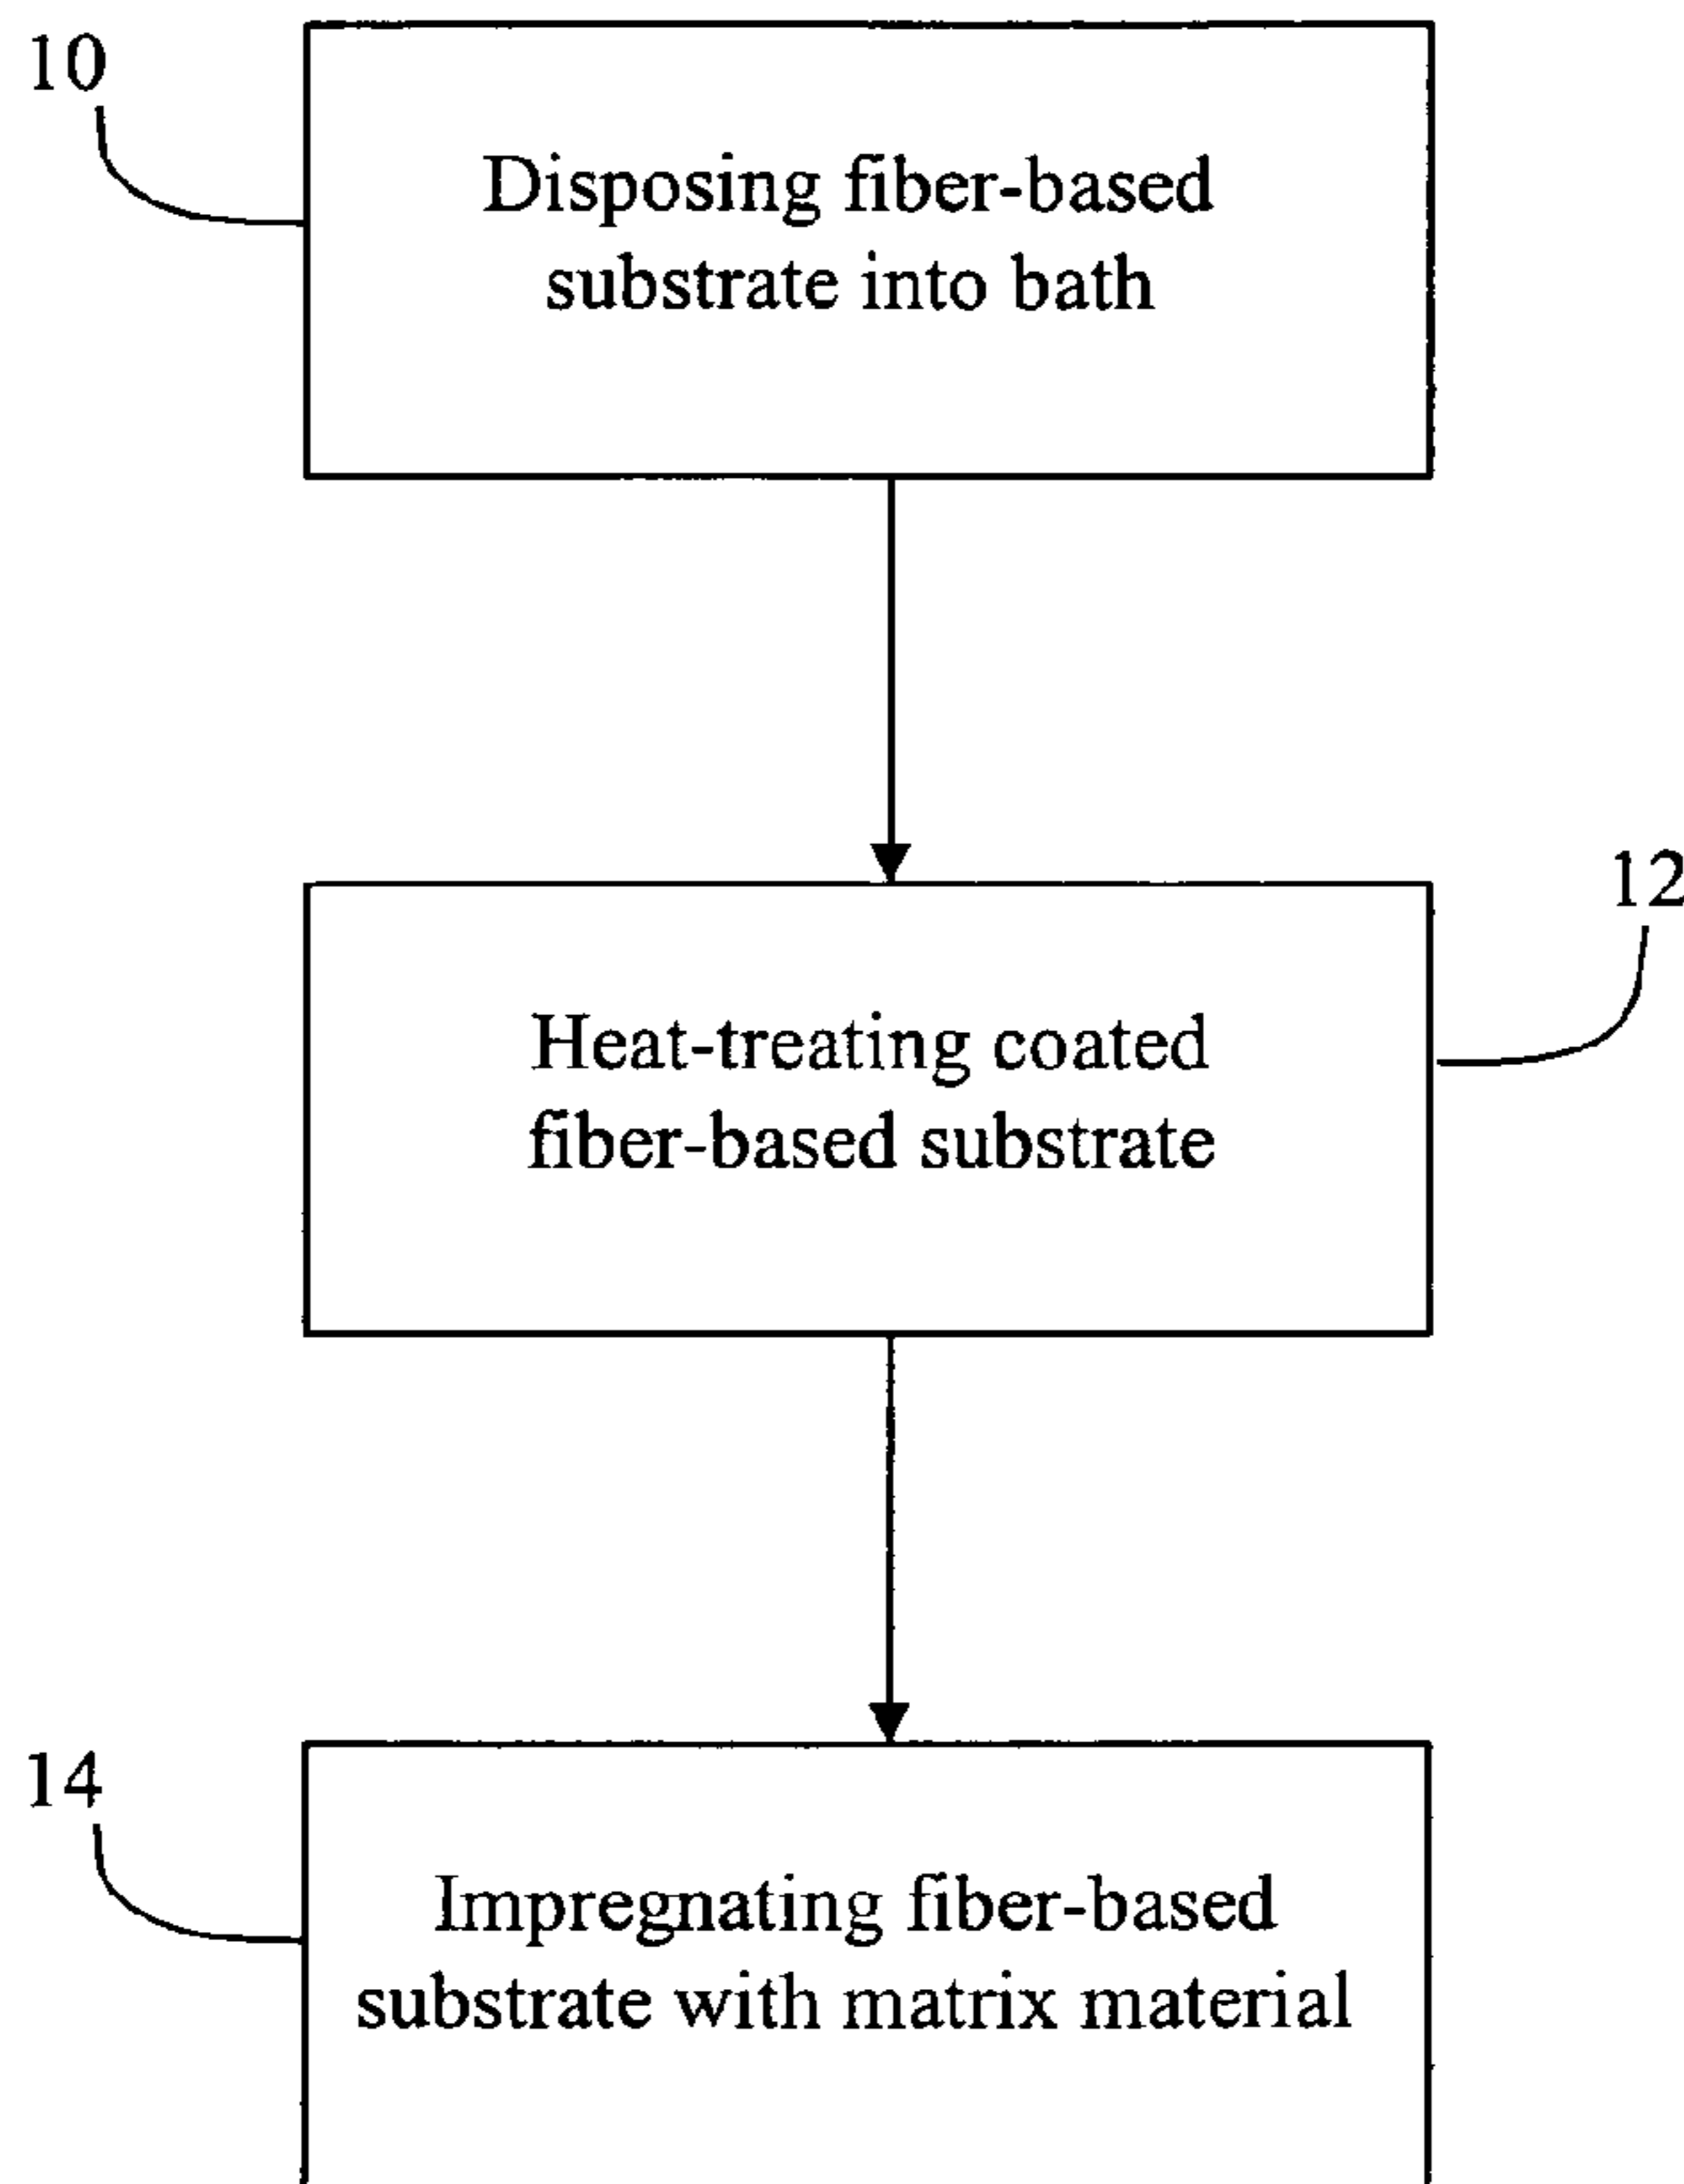 10
Disposing fiber-based
substrate into bath
12
Heat-treating coated
fiber-based substrate
14
Impregnating fiber-based
substrate with matrix material